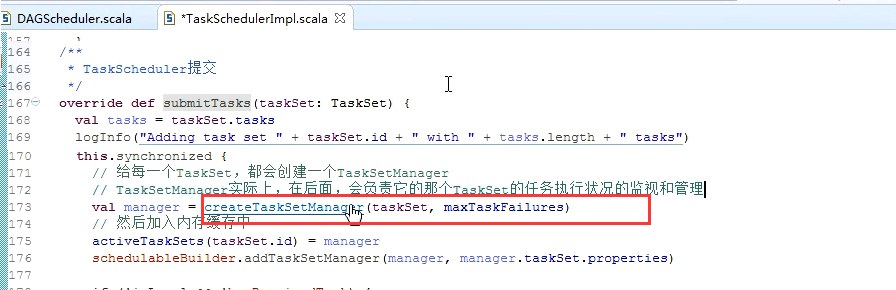 DAGScheduler.scala *TaskSchedulerImpl.scala
157 }
164 /**
165 * TaskScheduler提交
166 */
167 override def submitTasks(taskSet: TaskSet) {
168 val tasks = taskSet.tasks
169 logInfo("Adding task set " + taskSet.id + " with " + tasks.length + " tasks")
170 this.synchronized {
171 // 给每一个TaskSet，都会创建一个TaskSetManager
172 // TaskSetManager实际上，在后面，会负责它的那个TaskSet的任务执行状况的监视和管理
173 val manager = createTaskSetManager(taskSet, maxTaskFailures)
174 // 然后加入内存缓存中
175 activeTaskSets(taskSet.id) = manager
176 schedulableBuilder.addTaskSetManager(manager, manager.taskSet.properties)
177